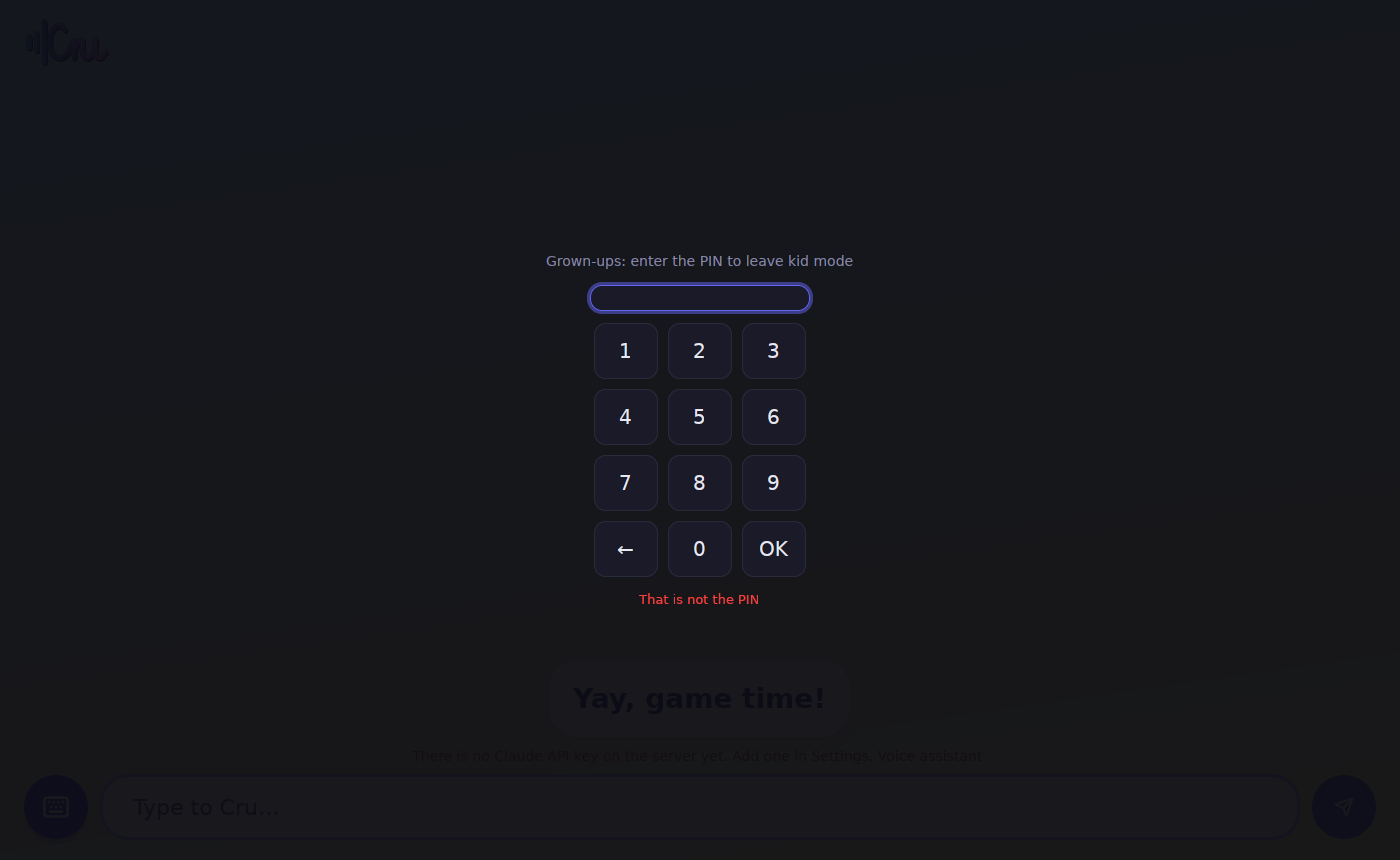 Cru
Grown-ups: enter the PIN to leave kid mode
1 2 3
4 5 6
7 8 9
← 0 OK
That is not the PIN
Yay, game time!
There is no Claude API key on the server yet. Add one in Settings, Voice assistant
Type to Cru...